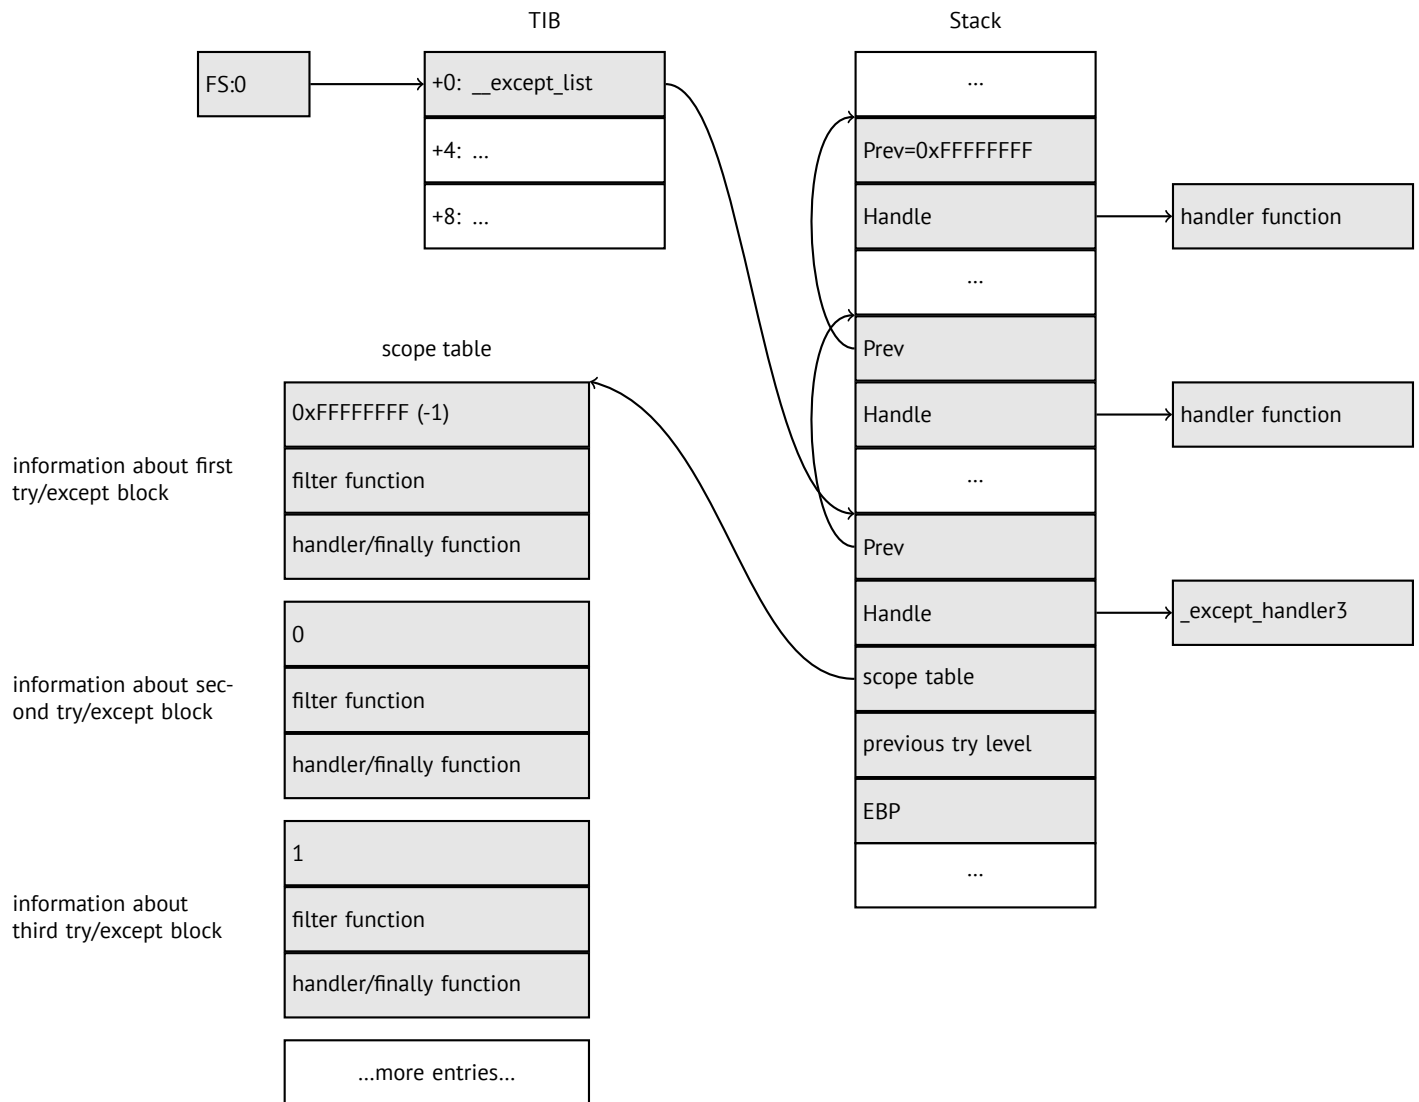 TIB
Stack
FS:0
+0: __except_list
+4: ...
+8: ...
...
Prev=0xFFFFFFFF
Handle
handler function
...
Prev
Handle
handler function
...
Prev
Handle
_except_handler3
scope table
previous try level
EBP
...
scope table
information about first
try/except block
0xFFFFFFFF (-1)
filter function
handler/finally function
information about sec-
ond try/except block
0
filter function
handler/finally function
information about
third try/except block
1
filter function
handler/finally function
...more entries...